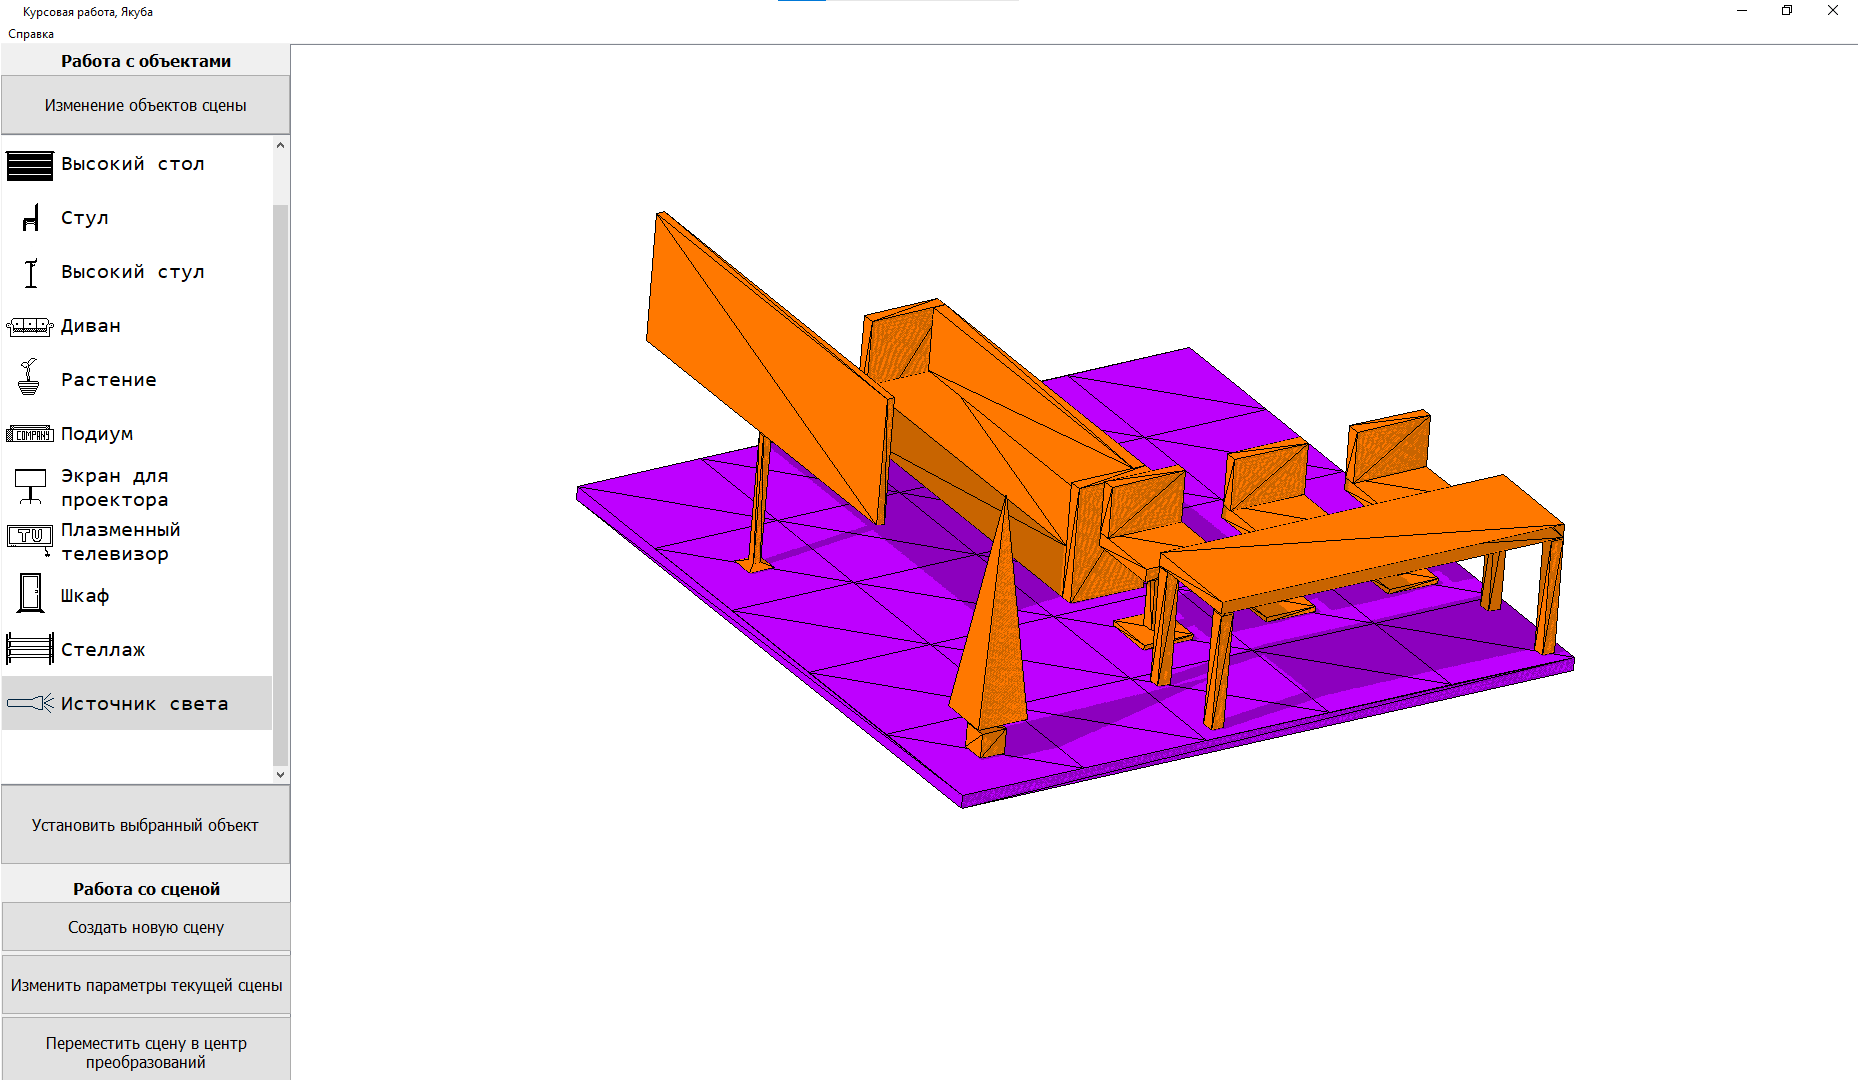 Курсовая работа, Якуба
Справка
Работа с объектами
Изменение объектов сцены
Высокий стол
Стул
Высокий стул
Диван
Растение
COMPANY Подиум
Экран для
проектора
TV Плазменный
телевизор
Шкаф
Стеллаж
Источник света
Установить выбранный объект
Работа со сценой
Создать новую сцену
Изменить параметры текущей сцены
Переместить сцену в центр
преобразований